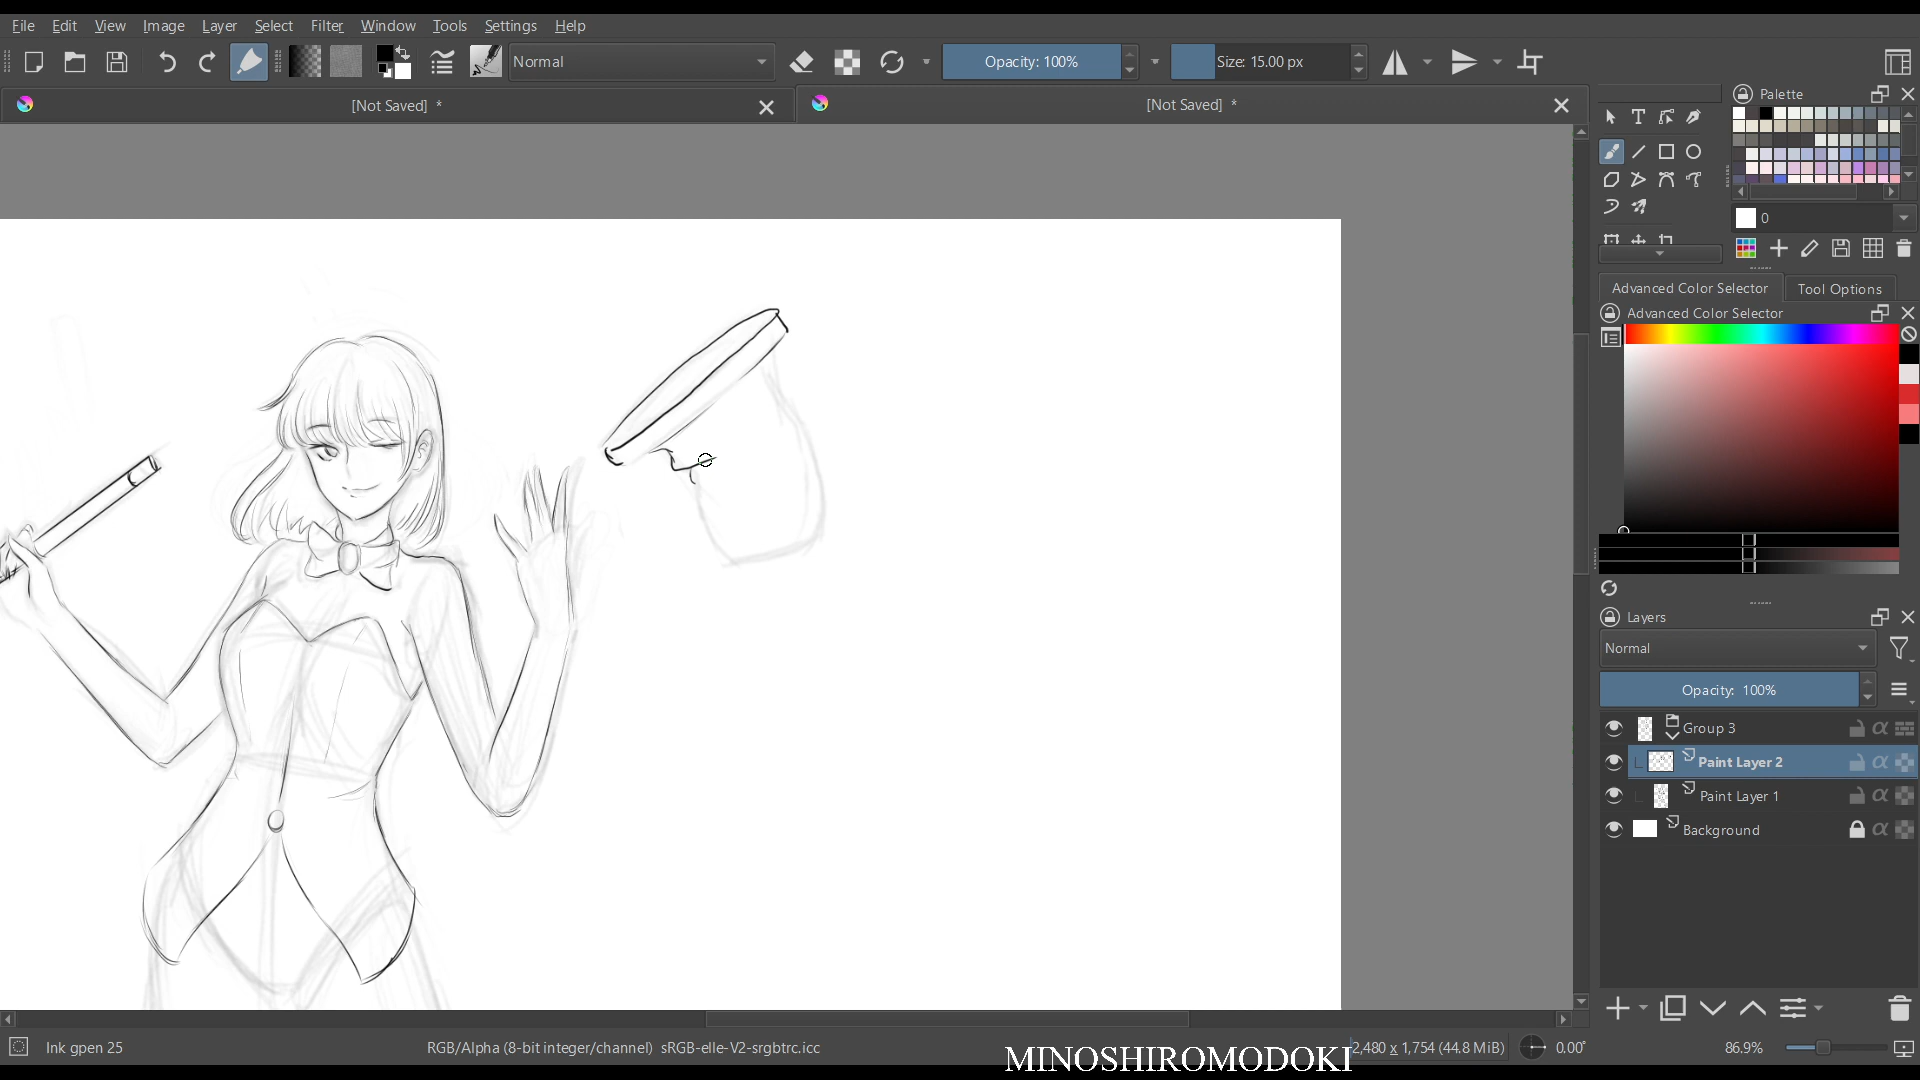 File Edit View Image Layer Select Filter Layer Window Tools Settings Help
Normal
Opacity: 100%
Size: 15.00 px
[Not Saved] *
[Not Saved] *
Palette
0
Advanced Color Selector
Tool Options
Advanced Color Selector
Layers
Normal
Opacity: 100%
Group 3
Paint Layer 2
Paint Layer 1
Background
Ink gpen 25
RGB/Alpha (8-bit integer/channel) sRGB-elle-V2-srgbtrc.icc
MINOSHIROMODOKI
2,480 x 1,754 (44.8 MiB)
0.00°
86.9%